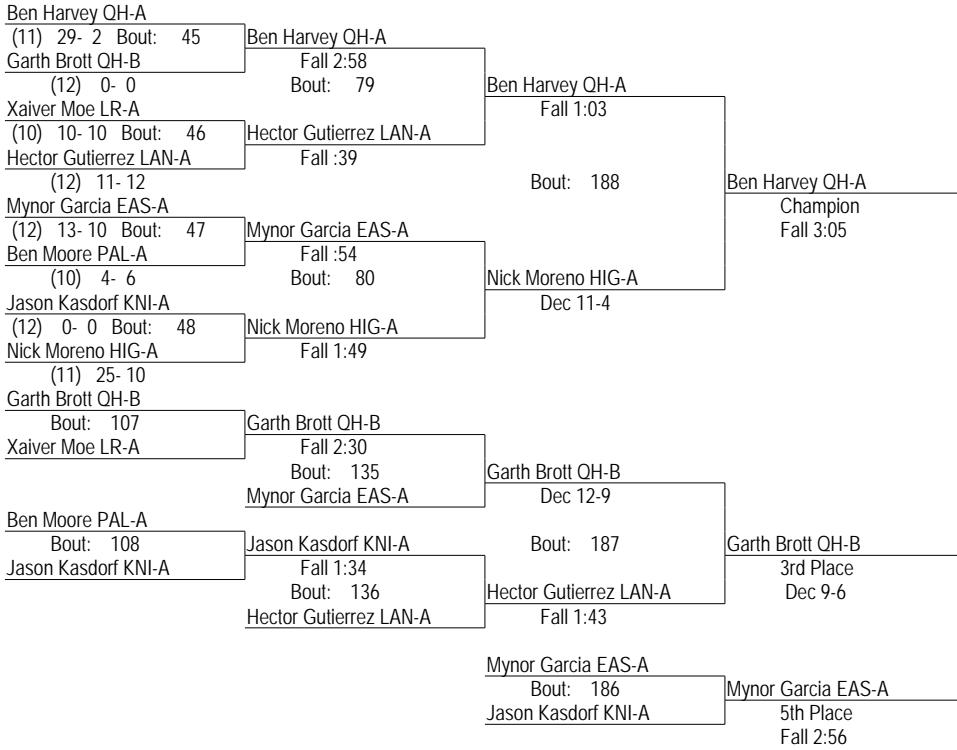 Ben Harvey QH-A
(11) 29- 2 Bout: 45
Garth Brott QH-B
(12) 0- 0
Xaiver Moe LR-A
(10) 10- 10 Bout: 46
Hector Gutierrez LAN-A
(12) 11- 12
Mynor Garcia EAS-A
(12) 13- 10 Bout: 47
Ben Moore PAL-A
(10) 4- 6
Jason Kasdorf KNI-A
(12) 0- 0 Bout: 48
Nick Moreno HIG-A
(11) 25- 10
Ben Harvey QH-A
Fall 2:58
Bout: 79
Hector Gutierrez LAN-A
Fall :39
Mynor Garcia EAS-A
Fall :54
Bout: 80
Nick Moreno HIG-A
Fall 1:49
Ben Harvey QH-A
Fall 1:03
Bout: 188
Nick Moreno HIG-A
Dec 11-4
Ben Harvey QH-A
Champion
Fall 3:05
Garth Brott QH-B
Bout: 107
Xaiver Moe LR-A
Ben Moore PAL-A
Bout: 108
Jason Kasdorf KNI-A
Garth Brott QH-B
Fall 2:30
Bout: 135
Mynor Garcia EAS-A
Jason Kasdorf KNI-A
Fall 1:34
Bout: 136
Hector Gutierrez LAN-A
Garth Brott QH-B
Dec 12-9
Bout: 187
Hector Gutierrez LAN-A
Fall 1:43
Garth Brott QH-B
3rd Place
Dec 9-6
Mynor Garcia EAS-A
Bout: 186
Jason Kasdorf KNI-A
Mynor Garcia EAS-A
5th Place
Fall 2:56